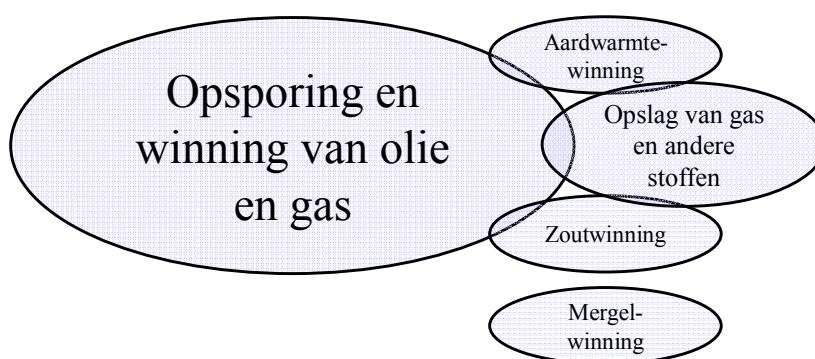 Opsporing en
winning van olie
en gas
Aardwarmte-
winning
Opslag van gas
en andere
stoffen
Zoutwinning
Mergel-
winning